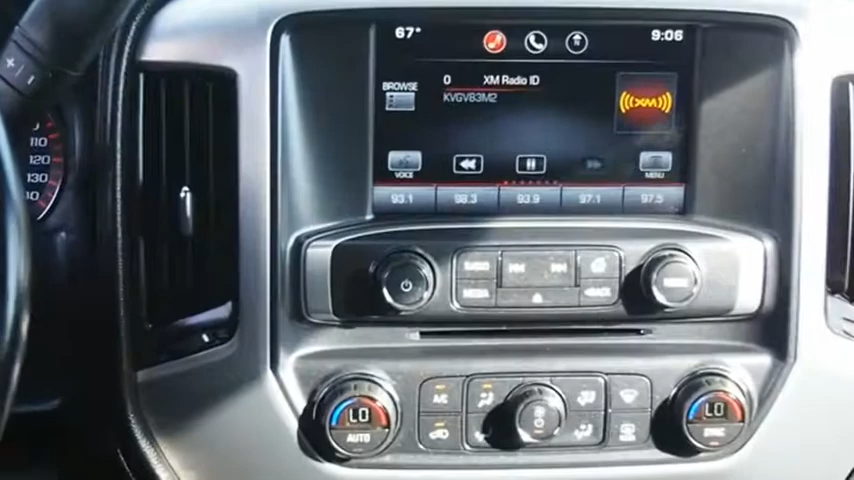 67° N 9:06
BROWSE
0 XM Radio ID
KVGVB3M2
((XM))
VOICE MENU
93.1 98.3 93.9 97.1 97.5
RADIO
MEDIA BACK
MENU
110
120
130
LO A/C LO
AUTO SYNC